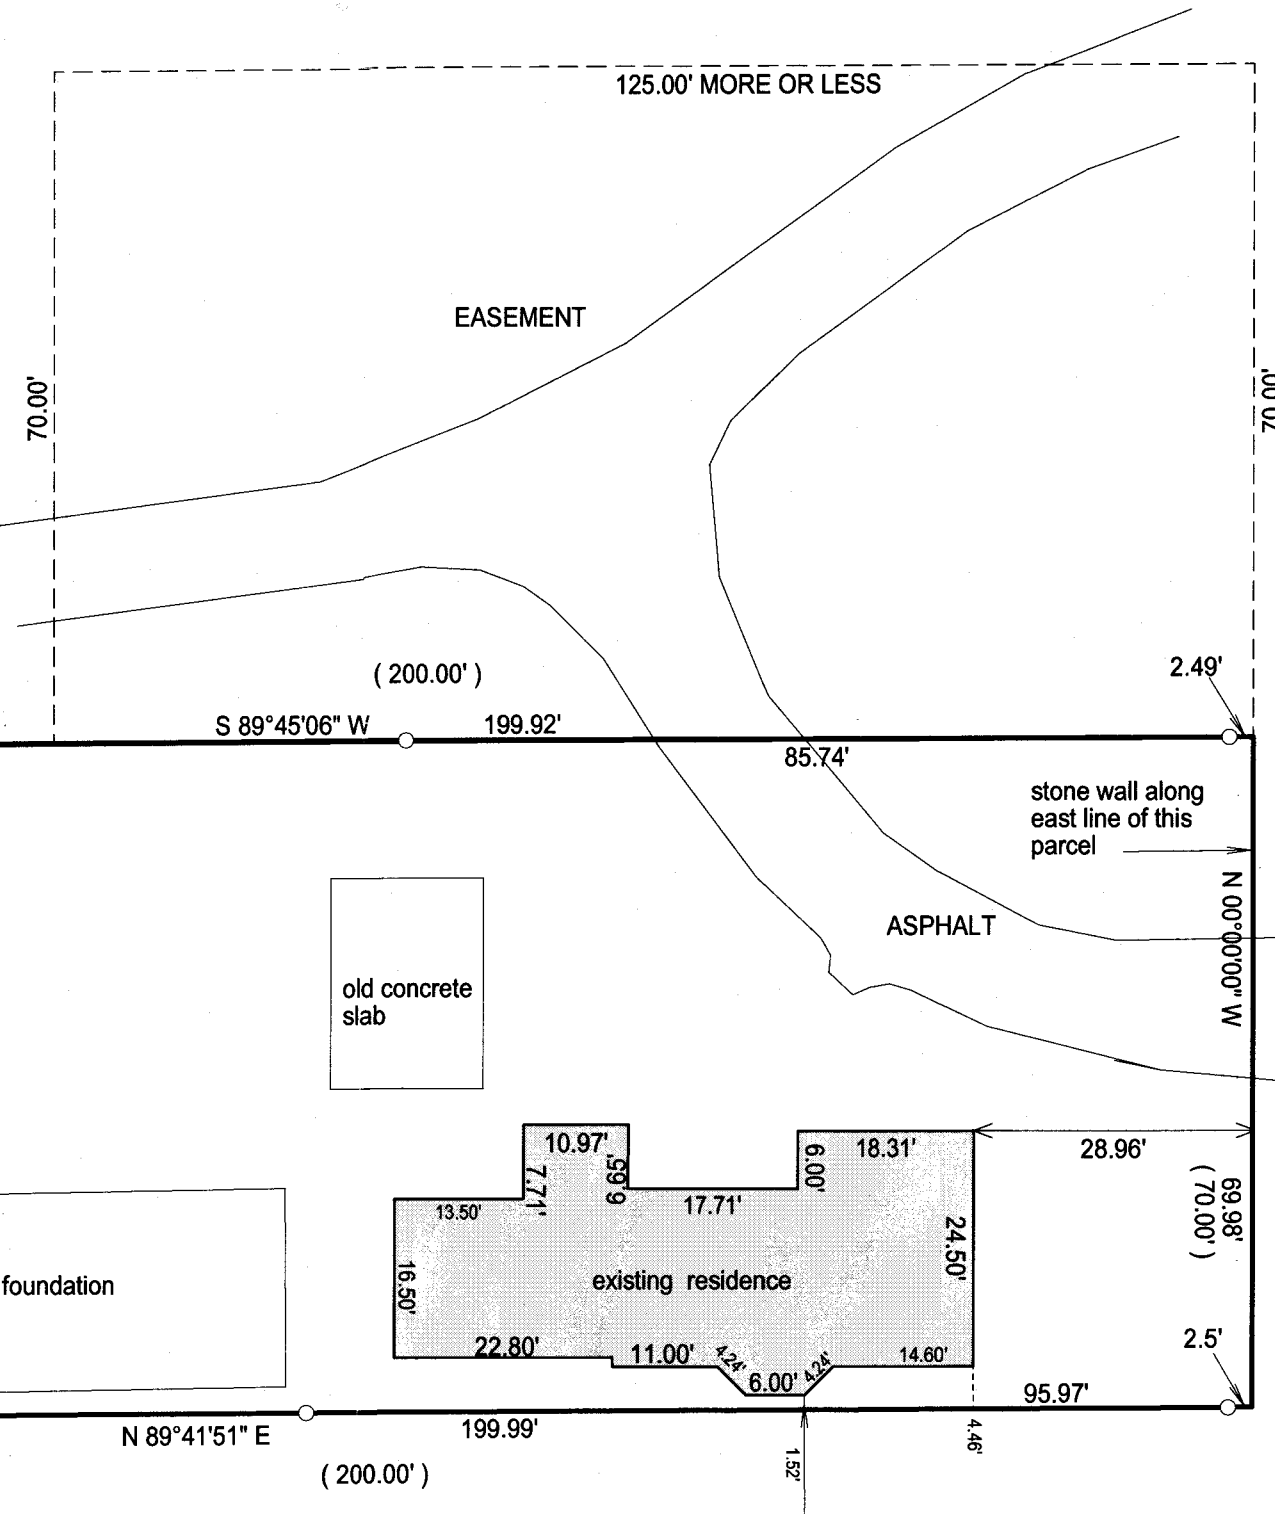 125.00' MORE OR LESS
EASEMENT
70.00'
70.00'
( 200.00' )
2.49'
S 89°45'06" W
199.92'
85.74'
stone wall along
east line of this
parcel
N 00°00'00" W
ASPHALT
old concrete
slab
10.97'
18.31'
28.96'
7.71'
6.65'
6.00'
13.50'
17.71'
69.98'
( 70.00' )
24.50'
16.50'
existing residence
foundation
22.80'
11.00'
4.24'
6.00'
4.24'
14.60'
2.5'
95.97'
N 89°41'51" E
199.99'
4.46'
1.52'
( 200.00' )